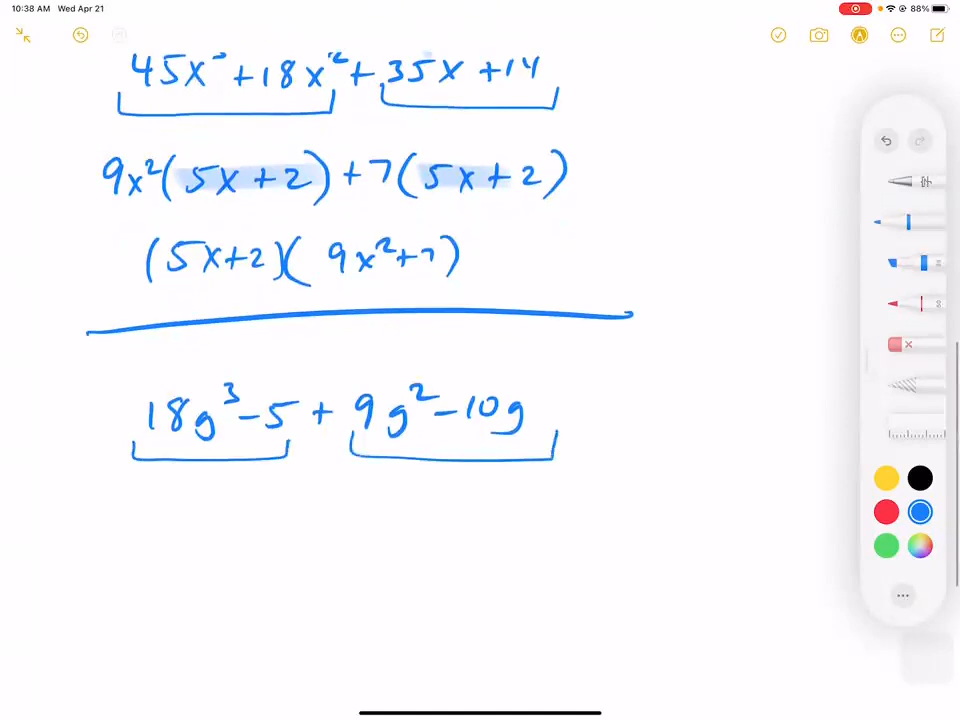 10:38 AM Wed Apr 21 88%
45x³ + 18x² + 35x + 14
9x²(5x + 2) + 7(5x + 2)
(5x + 2)(9x² + 7)
18g³ - 5 + 9g² - 10g